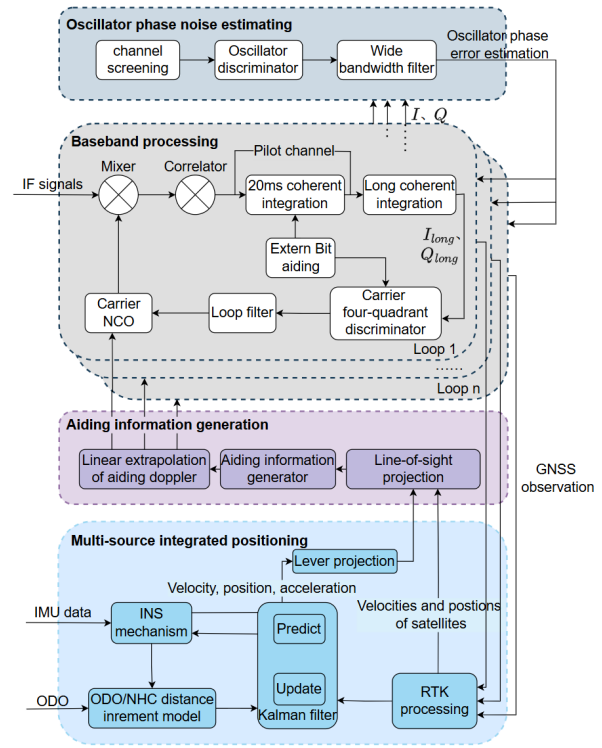 Oscillator phase noise estimating
channel
screening
Oscillator
discriminator
Wide
bandwidth filter
Oscillator phase
error estimation
I、Q
Baseband processing
Mixer
Correlator
Pilot channel
IF signals
20ms coherent
integration
Long coherent
integration
Extern Bit
aiding
I_long、
Q_long
Carrier
NCO
Loop filter
Carrier
four-quadrant
discriminator
Loop 1
......
Loop n
Aiding information generation
Linear extrapolation
of aiding doppler
Aiding information
generator
Line-of-sight
projection
GNSS
observation
Multi-source integrated positioning
Lever projection
Velocity, position, acceleration
IMU data
INS
mechanism
Predict
Velocities and postions
of satellites
ODO
ODO/NHC distance
inrement model
Update
Kalman filter
RTK
processing